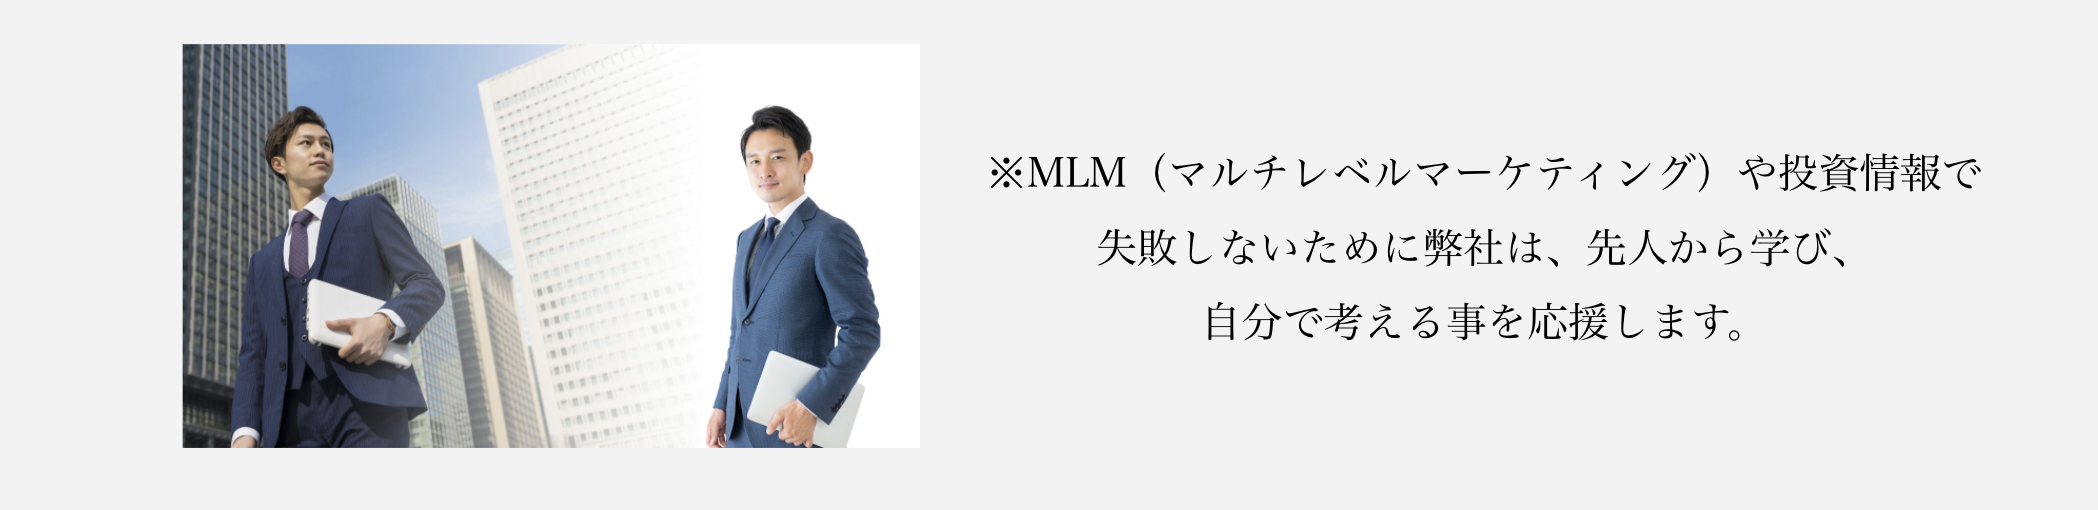 ※MLM（マルチレベルマーケティング）や投資情報で
失敗しないために弊社は、先人から学び、
自分で考える事を応援します。